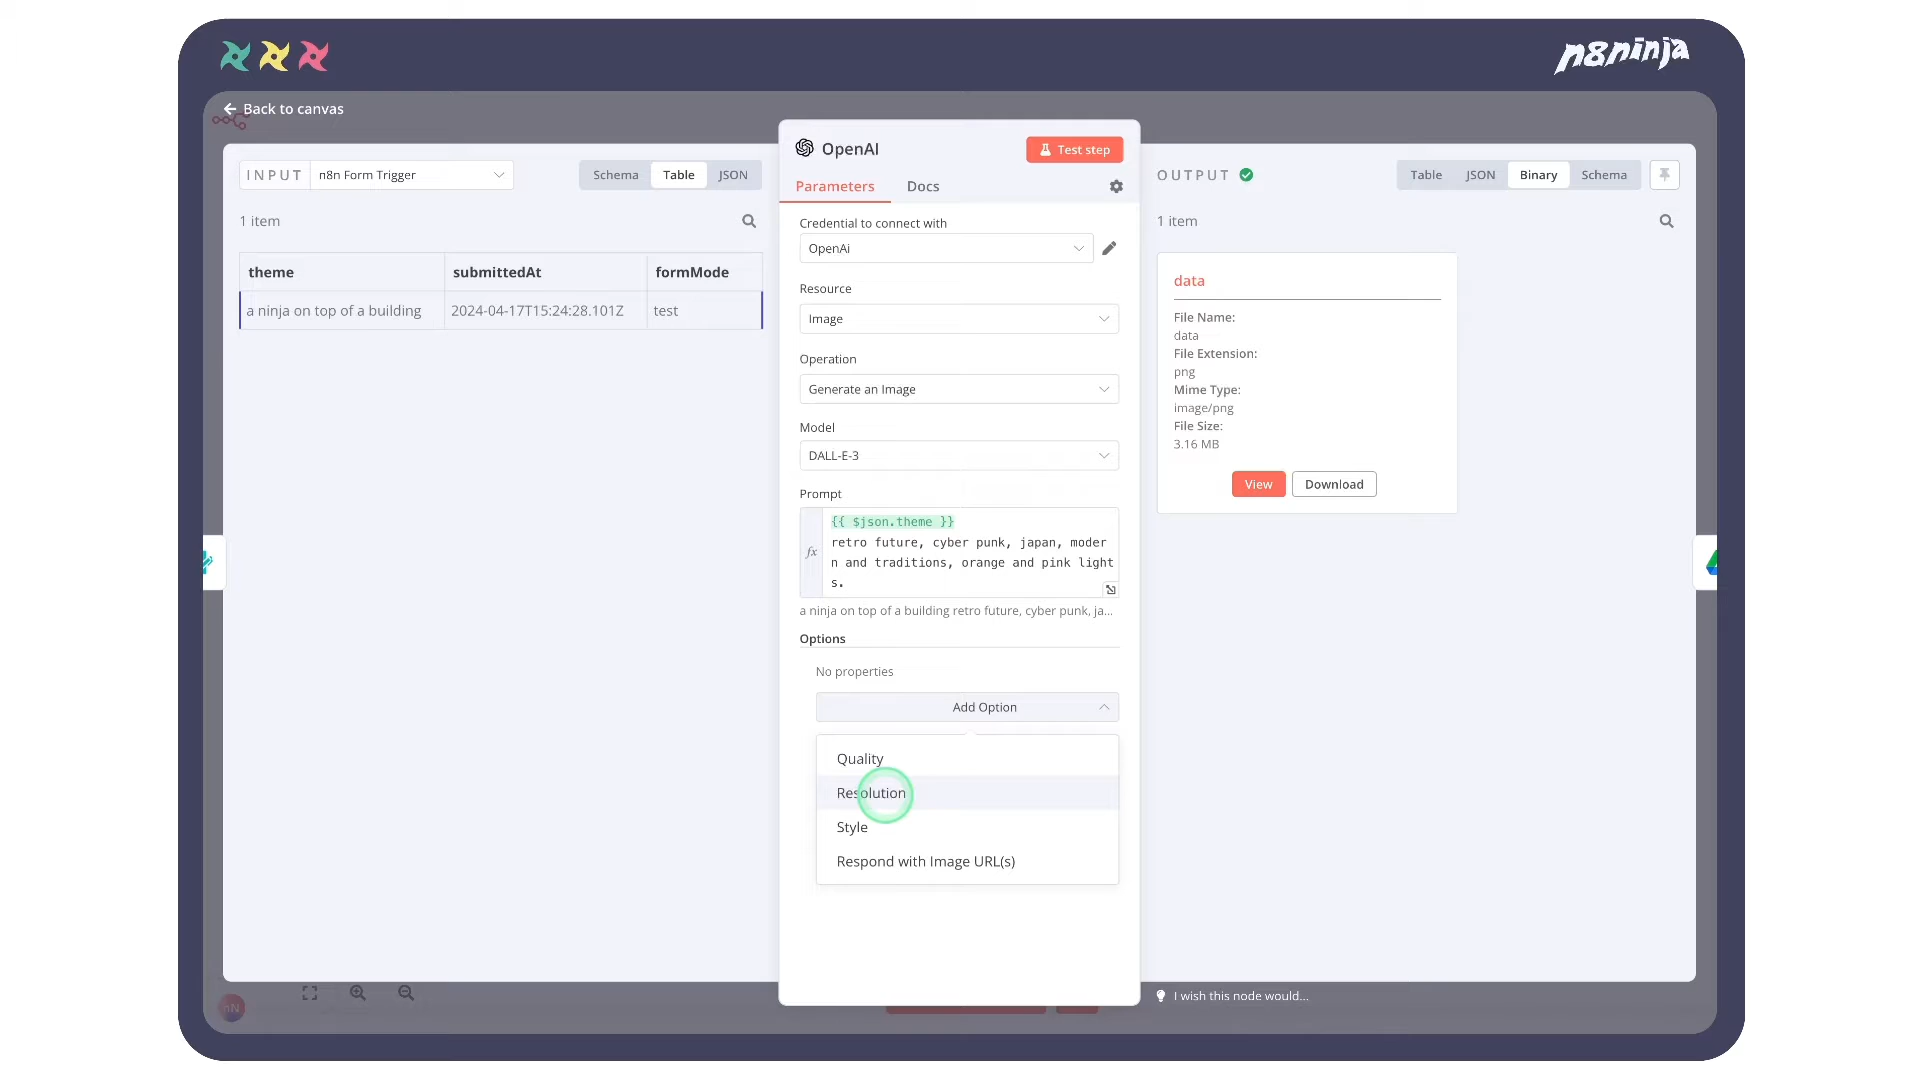 n8ninja
Back to canvas
INPUT
n8n Form Trigger
Schema
Table
JSON
1 item
theme
submittedAt
formMode
a ninja on top of a building
2024-04-17T15:24:28.101Z
test
OpenAI
Test step
Parameters
Docs
Credential to connect with
OpenAi
Resource
Image
Operation
Generate an Image
Model
DALL-E-3
Prompt
fx
{{ $json.theme }}
retro future, cyber punk, japan, moder
n and traditions, orange and pink light
s.
a ninja on top of a building retro future, cyber punk, ja...
Options
No properties
Add Option
Quality
Resolution
Style
Respond with Image URL(s)
OUTPUT
Table
JSON
Binary
Schema
1 item
data
File Name:
data
File Extension:
png
Mime Type:
image/png
File Size:
3.16 MB
View
Download
I wish this node would...
nN